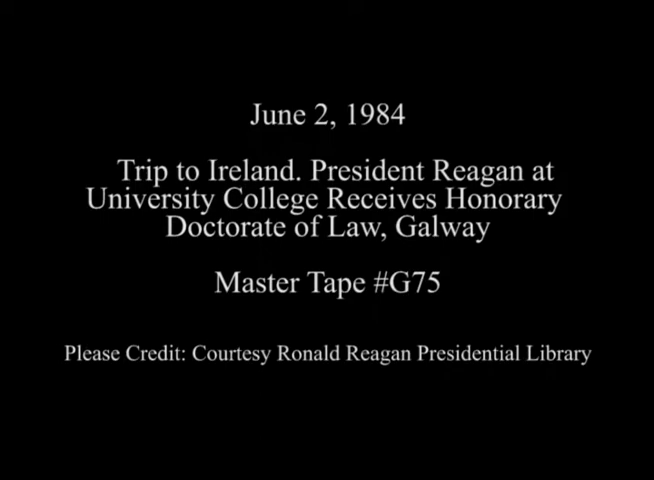 June 2, 1984
Trip to Ireland. President Reagan at
University College Receives Honorary
Doctorate of Law, Galway
Master Tape #G75
Please Credit: Courtesy Ronald Reagan Presidential Library